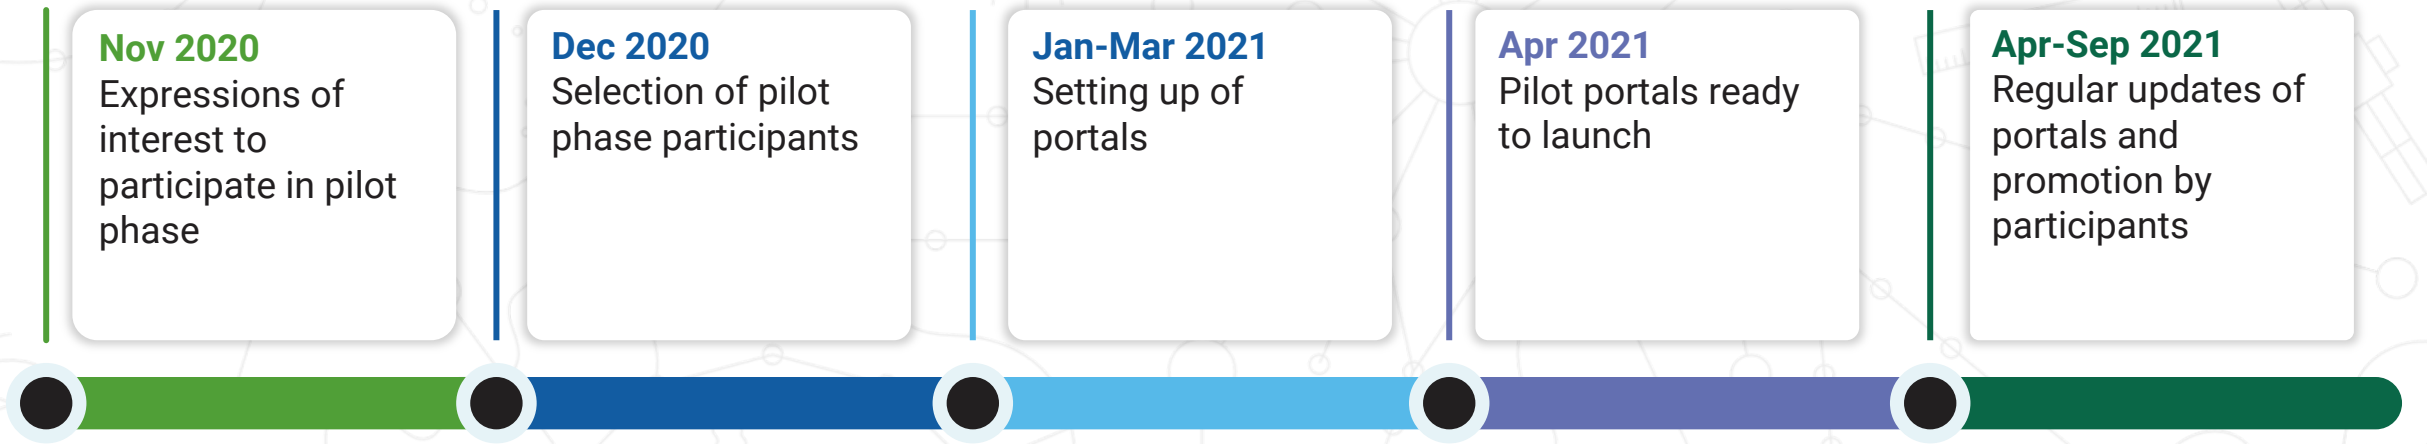 Nov 2020
Expressions of
interest to
participate in pilot
phase
Dec 2020
Selection of pilot
phase participants
Jan-Mar 2021
Setting up of
portals
Apr 2021
Pilot portals ready
to launch
Apr-Sep 2021
Regular updates of
portals and
promotion by
participants